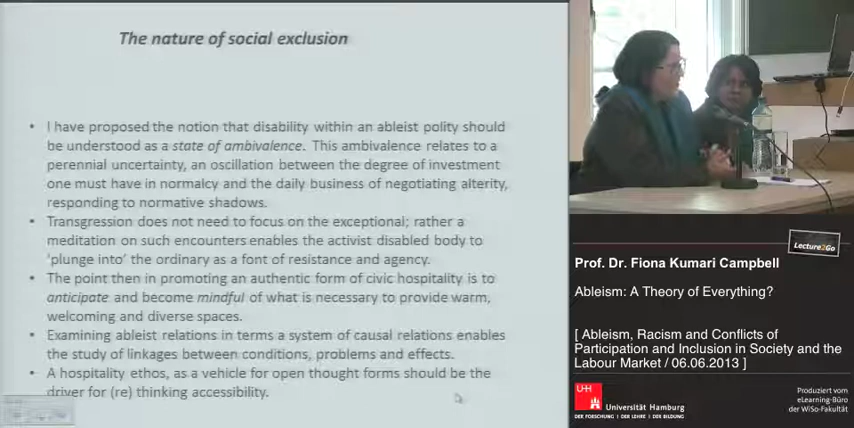 The nature of social exclusion
• I have proposed the notion that disability within an ableist polity should
be understood as a state of ambivalence. This ambivalence relates to a
perennial uncertainty, an oscillation between the degree of investment
one must have in normalcy and the daily business of negotiating alterity,
responding to normative shadows.
• Transgression does not need to focus on the exceptional; rather a
meditation on such encounters enables the activist disabled body to
'plunge into' the ordinary as a font of resistance and agency.
• The point then in promoting an authentic form of civic hospitality is to
anticipate and become mindful of what is necessary to provide warm,
welcoming and diverse spaces.
• Examining ableist relations in terms a system of causal relations enables
the study of linkages between conditions, problems and effects.
• A hospitality ethos, as a vehicle for open thought forms should be the
driver for (re) thinking accessibility.
Lecture2Go
Prof. Dr. Fiona Kumari Campbell
Ableism: A Theory of Everything?
[ Ableism, Racism and Conflicts of
Participation and Inclusion in Society and the
Labour Market / 06.06.2013 ]
UH
Universität Hamburg
DER FORSCHUNG | DER LEHRE | DER BILDUNG
Produziert vom
eLearning-Büro
der WiSo-Fakultät